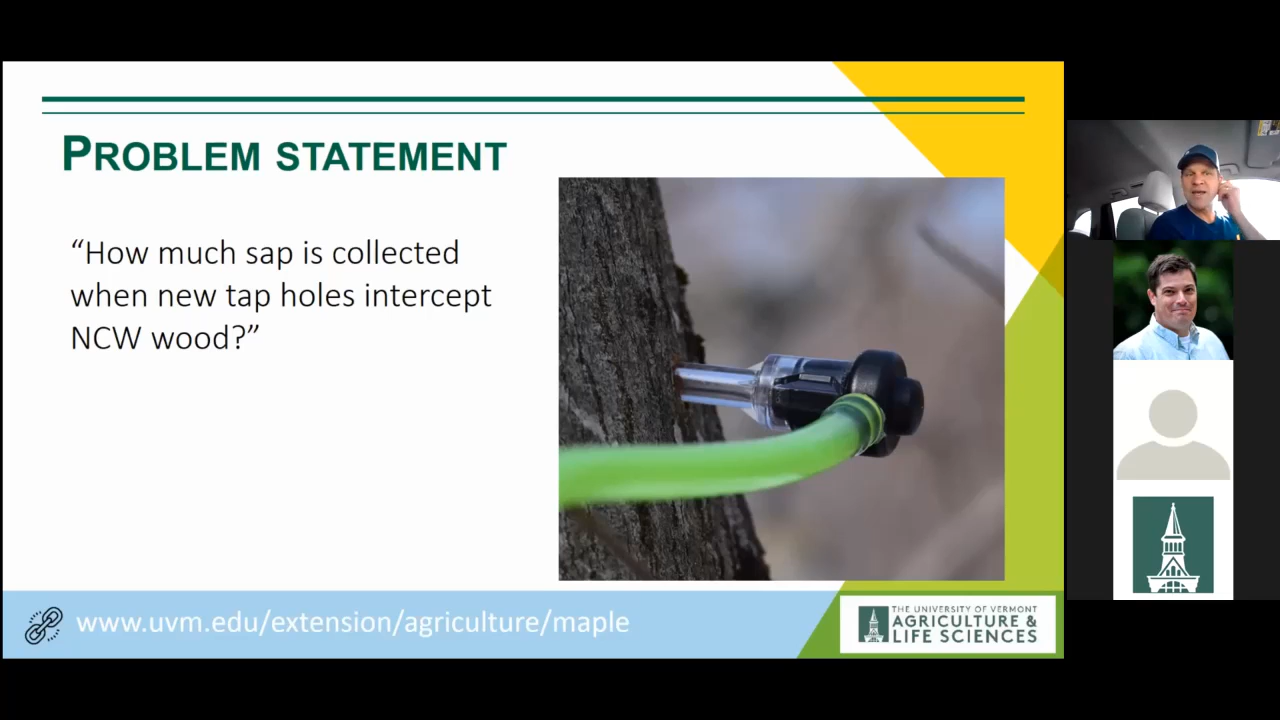 PROBLEM STATEMENT
“How much sap is collected
when new tap holes intercept
NCW wood?”
www.uvm.edu/extension/agriculture/maple
THE UNIVERSITY OF VERMONT
AGRICULTURE &
LIFE SCIENCES